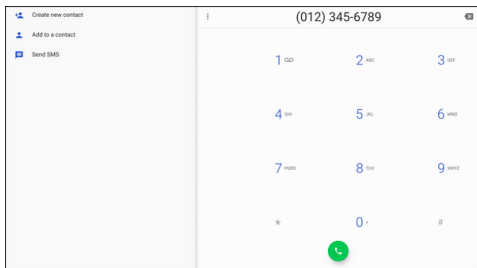 Create new contact
Add to a contact
Send SMS
(012) 345-6789
1
2 ABC 3 DEF
4 GHI 5 JKL 6 MNO
7 PQRS 8 TUV 9 WXYZ
* 0 + #